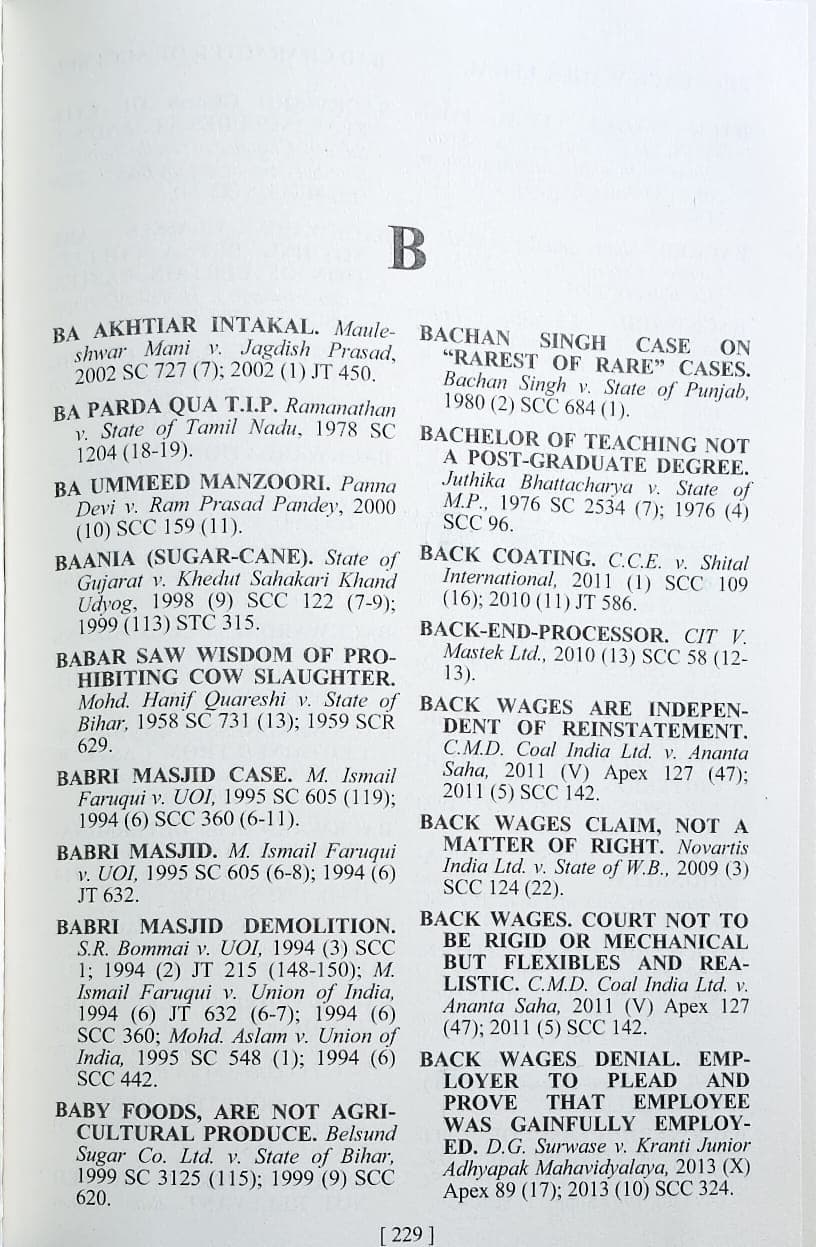 B
BA AKHTIAR INTAKAL. Maule-
shwar Mani v. Jagdish Prasad,
2002 SC 727 (7); 2002 (1) JT 450.
BA PARDA QUA T.I.P. Ramanathan
v. State of Tamil Nadu, 1978 SC
1204 (18-19).
BA UMMEED MANZOORI. Panna
Devi v. Ram Prasad Pandey, 2000
(10) SCC 159 (11).
BAANIA (SUGAR-CANE). State of
Gujarat v. Khedut Sahakari Khand
Udyog, 1998 (9) SCC 122 (7-9);
1999 (113) STC 315.
BABAR SAW WISDOM OF PRO-
HIBITING COW SLAUGHTER.
Mohd. Hanif Quareshi v. State of
Bihar, 1958 SC 731 (13); 1959 SCR
629.
BABRI MASJID CASE. M. Ismail
Faruqui v. UOI, 1995 SC 605 (119);
1994 (6) SCC 360 (6-11).
BABRI MASJID. M. Ismail Faruqui
v. UOI, 1995 SC 605 (6-8); 1994 (6)
JT 632.
BABRI MASJID DEMOLITION.
S.R. Bommai v. UOI, 1994 (3) SCC
1; 1994 (2) JT 215 (148-150); M.
Ismail Faruqui v. Union of India,
1994 (6) JT 632 (6-7); 1994 (6)
SCC 360; Mohd. Aslam v. Union of
India, 1995 SC 548 (1); 1994 (6)
SCC 442.
BABY FOODS, ARE NOT AGRI-
CULTURAL PRODUCE. Belsund
Sugar Co. Ltd. v. State of Bihar,
1999 SC 3125 (115); 1999 (9) SCC
620.
BACHAN SINGH CASE ON
“RAREST OF RARE” CASES.
Bachan Singh v. State of Punjab,
1980 (2) SCC 684 (1).
BACHELOR OF TEACHING NOT
A POST-GRADUATE DEGREE.
Juthika Bhattacharya v. State of
M.P., 1976 SC 2534 (7); 1976 (4)
SCC 96.
BACK COATING. C.C.E. v. Shital
International, 2011 (1) SCC 109
(16); 2010 (11) JT 586.
BACK-END-PROCESSOR. CIT V.
Mastek Ltd., 2010 (13) SCC 58 (12-
13).
BACK WAGES ARE INDEPEN-
DENT OF REINSTATEMENT.
C.M.D. Coal India Ltd. v. Ananta
Saha, 2011 (V) Apex 127 (47);
2011 (5) SCC 142.
BACK WAGES CLAIM, NOT A
MATTER OF RIGHT. Novartis
India Ltd. v. State of W.B., 2009 (3)
SCC 124 (22).
BACK WAGES. COURT NOT TO
BE RIGID OR MECHANICAL
BUT FLEXIBLES AND REA-
LISTIC. C.M.D. Coal India Ltd. v.
Ananta Saha, 2011 (V) Apex 127
(47); 2011 (5) SCC 142.
BACK WAGES DENIAL. EMP-
LOYER TO PLEAD AND
PROVE THAT EMPLOYEE
WAS GAINFULLY EMPLOY-
ED. D.G. Surwase v. Kranti Junior
Adhyapak Mahavidyalaya, 2013 (X)
Apex 89 (17); 2013 (10) SCC 324.
[ 229 ]